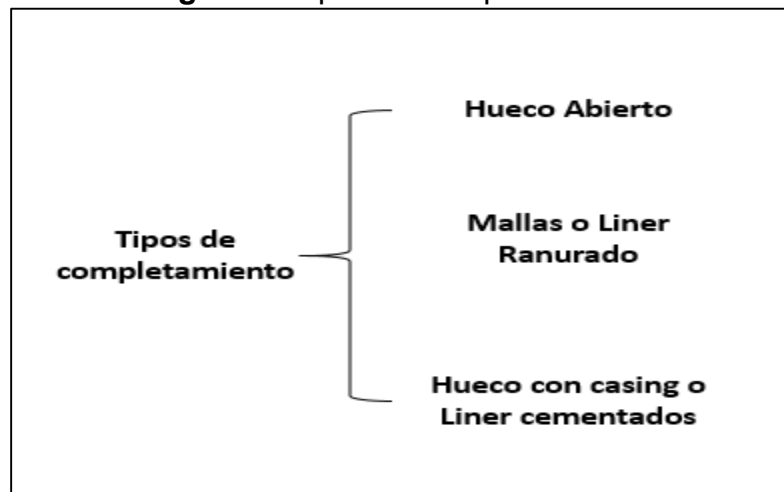 Hueco Abierto
Mallas o Liner
Ranurado
Tipos de
completamiento
Hueco con casing o
Liner cementados